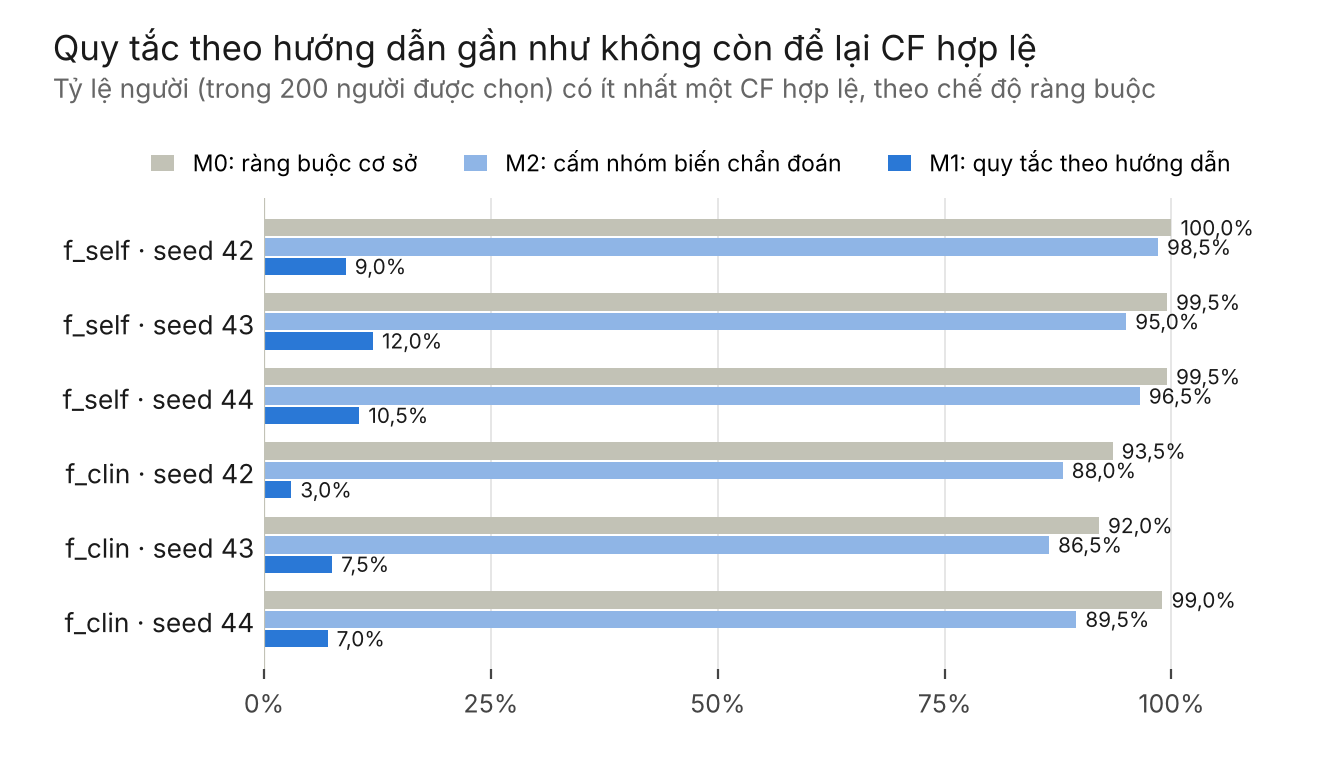 Quy tắc theo hướng dẫn gần như không còn để lại CF hợp lệ
Tỷ lệ người (trong 200 người được chọn) có ít nhất một CF hợp lệ, theo chế độ ràng buộc
M0: ràng buộc cơ sở M2: cấm nhóm biến chẩn đoán M1: quy tắc theo hướng dẫn
100,0%
f_self · seed 42 98,5%
9,0%
99,5%
f_self · seed 43 95,0%
12,0%
99,5%
f_self · seed 44 96,5%
10,5%
93,5%
f_clin · seed 42 88,0%
3,0%
92,0%
f_clin · seed 43 86,5%
7,5%
99,0%
f_clin · seed 44 89,5%
7,0%
0% 25% 50% 75% 100%